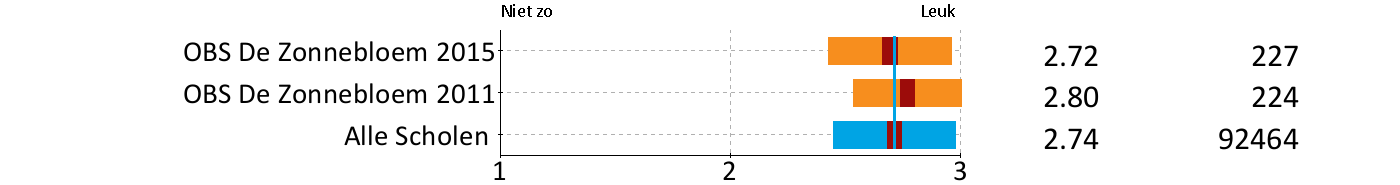 Niet zo Leuk
OBS De Zonnebloem 2015 2.72 227
OBS De Zonnebloem 2011 2.80 224
Alle Scholen 2.74 92464
1 2 3